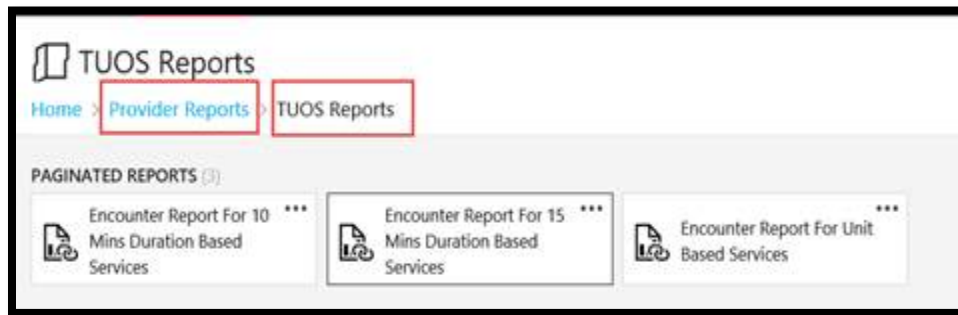 TUOS Reports
Home > Provider Reports > TUOS Reports
PAGINATED REPORTS (3)
Encounter Report For 10
Mins Duration Based
Services
•••
Encounter Report For 15
Mins Duration Based
Services
•••
Encounter Report For Unit
Based Services
•••